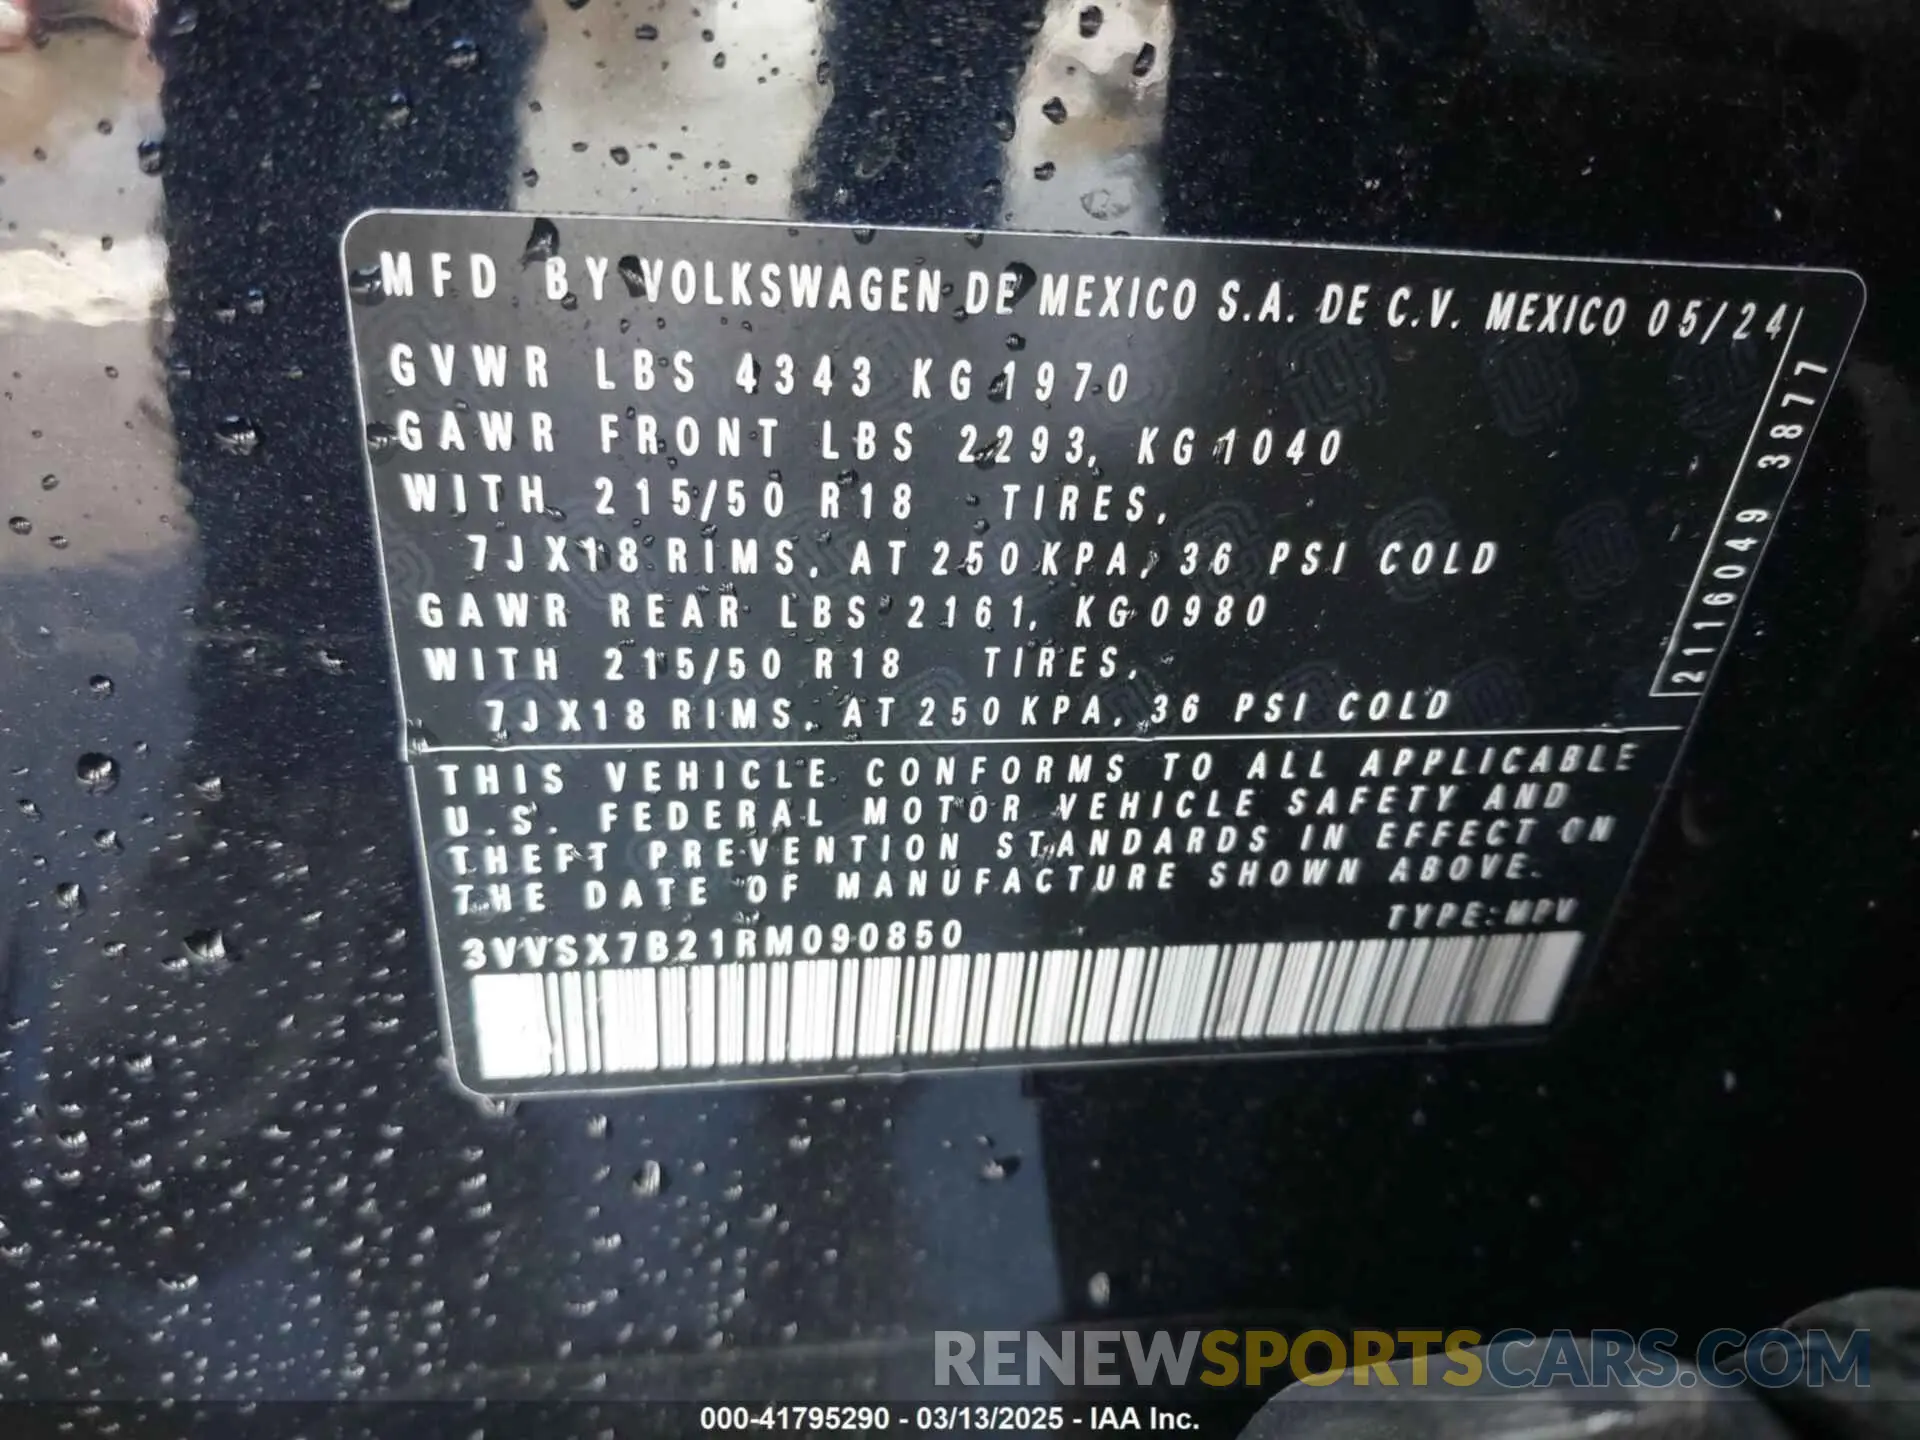 MFD BY VOLKSWAGEN DE MEXICO S.A. DE C.V. MEXICO 05/24
GVWR LBS 4343 KG 1970
GAWR FRONT LBS 2293, KG 1040
WITH 215/50 R18 TIRES,
7JX18 RIMS, AT 250 KPA, 36 PSI COLD
GAWR REAR LBS 2161, KG 0980
WITH 215/50 R18 TIRES,
7JX18 RIMS, AT 250 KPA, 36 PSI COLD
2116049 3877
THIS VEHICLE CONFORMS TO ALL APPLICABLE
U.S. FEDERAL MOTOR VEHICLE SAFETY AND
THEFT PREVENTION STANDARDS IN EFFECT ON
THE DATE OF MANUFACTURE SHOWN ABOVE.
3VVSX7B21RM090850 TYPE: MPV
RENEWSPORTSCARS.COM
000-41795290 - 03/13/2025 - IAA Inc.